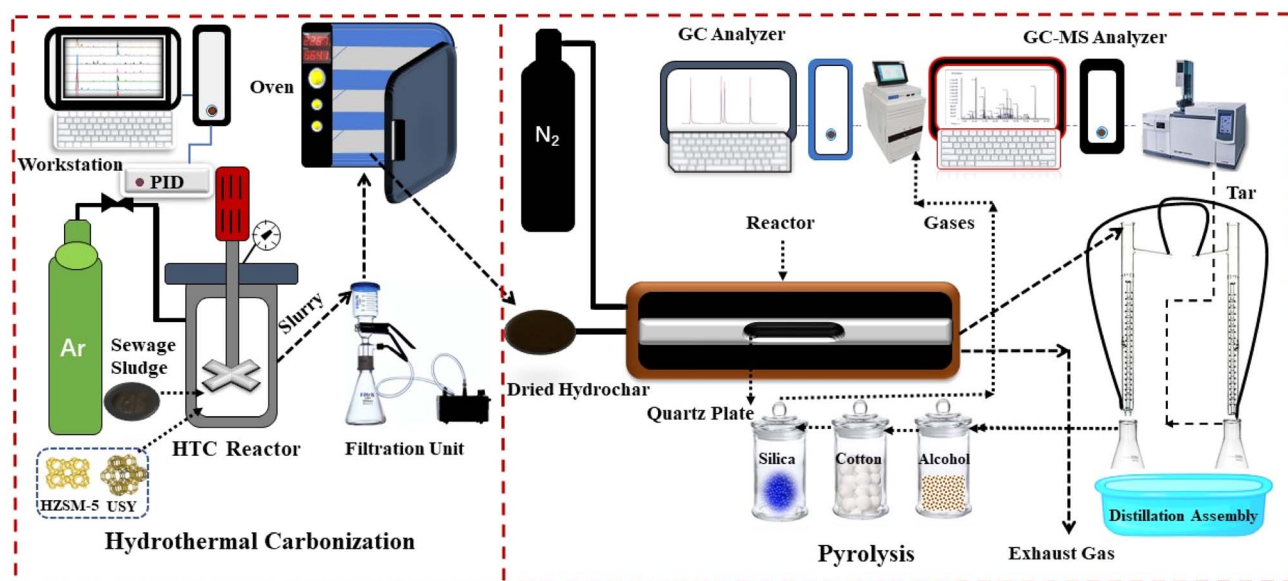 Workstation
PID
Ar
Sewage
Sludge
HZSM-5
USY
HTC Reactor
Slurry
Oven
Filtration Unit
Hydrothermal Carbonization
N2
Dried Hydrochar
GC Analyzer
GC-MS Analyzer
Reactor
Gases
Tar
Quartz Plate
Silica
Cotton
Alcohol
Distillation Assembly
Exhaust Gas
Pyrolysis